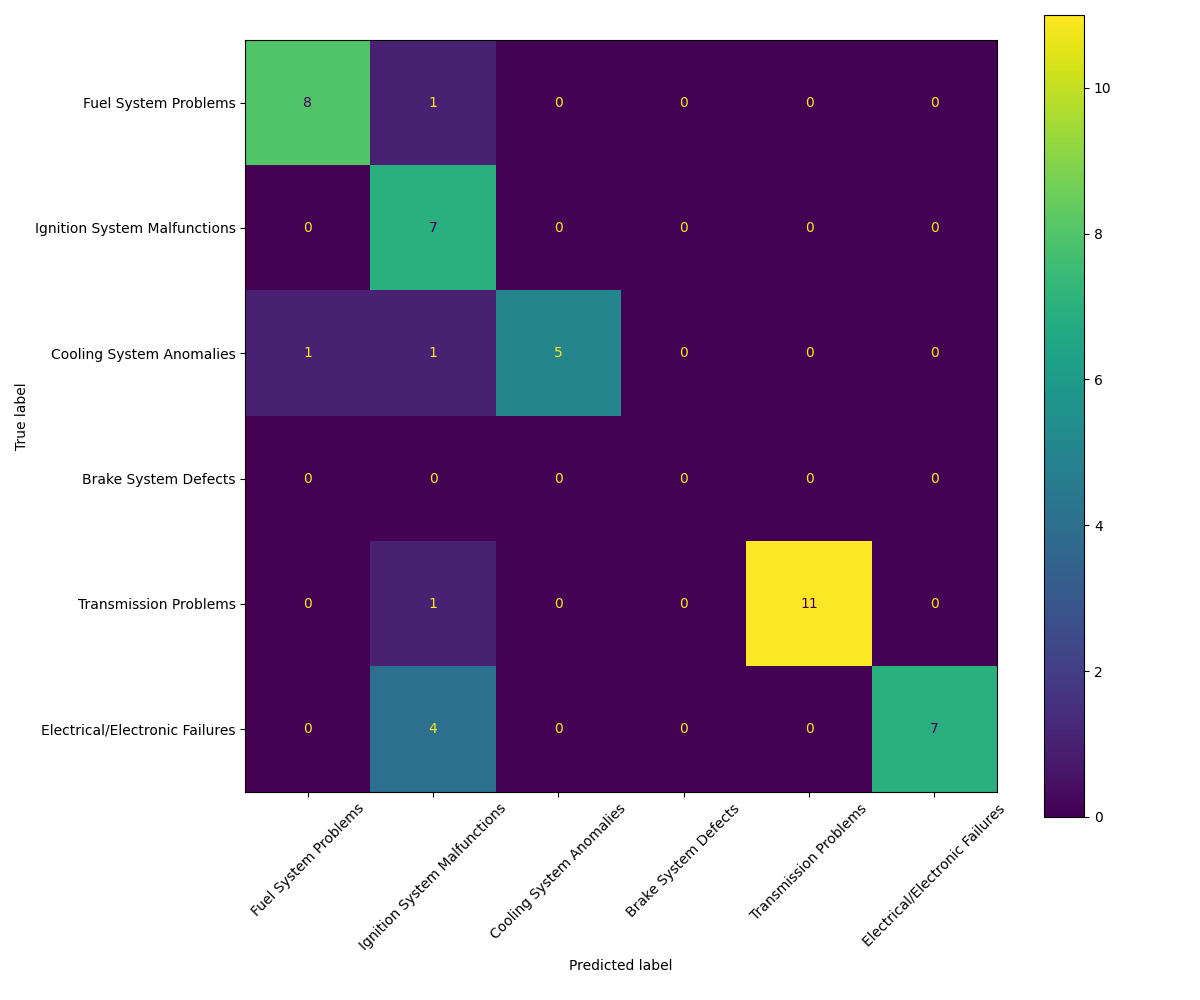 Fuel System Problems 8 1 0 0 0 0
Ignition System Malfunctions 0 7 0 0 0 0
Cooling System Anomalies 1 1 5 0 0 0
Brake System Defects 0 0 0 0 0 0
Transmission Problems 0 1 0 0 11 0
Electrical/Electronic Failures 0 4 0 0 0 7
True label
Fuel System Problems
Ignition System Malfunctions
Cooling System Anomalies
Brake System Defects
Transmission Problems
Electrical/Electronic Failures
Predicted label
10
8
6
4
2
0